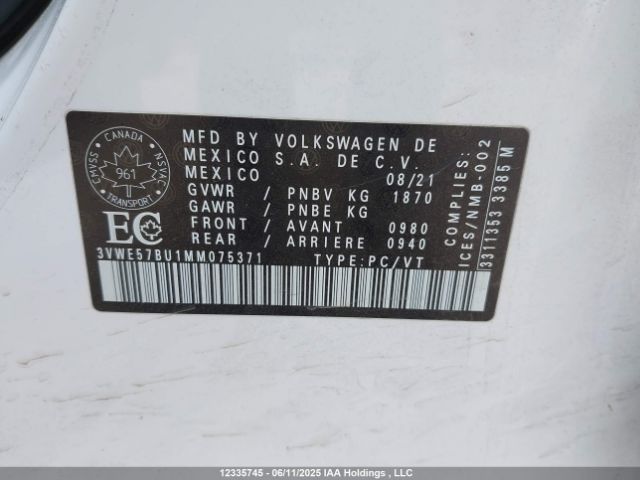 CANADA
CMVSS
NSVAC
961
TRANSPORT
EC
MFD BY VOLKSWAGEN DE
MEXICO S.A. DE C.V.
MEXICO 08/21
GVWR / PNBV KG 1870
GAWR / PNBE KG
FRONT / AVANT 0980
REAR / ARRIERE 0940
3VWE57BU1MM075371 TYPE:PC/VT
COMPLIES:
ICES/NMB-002
3311353 3385 M
12335745 - 06/11/2025 IAA Holdings , LLC